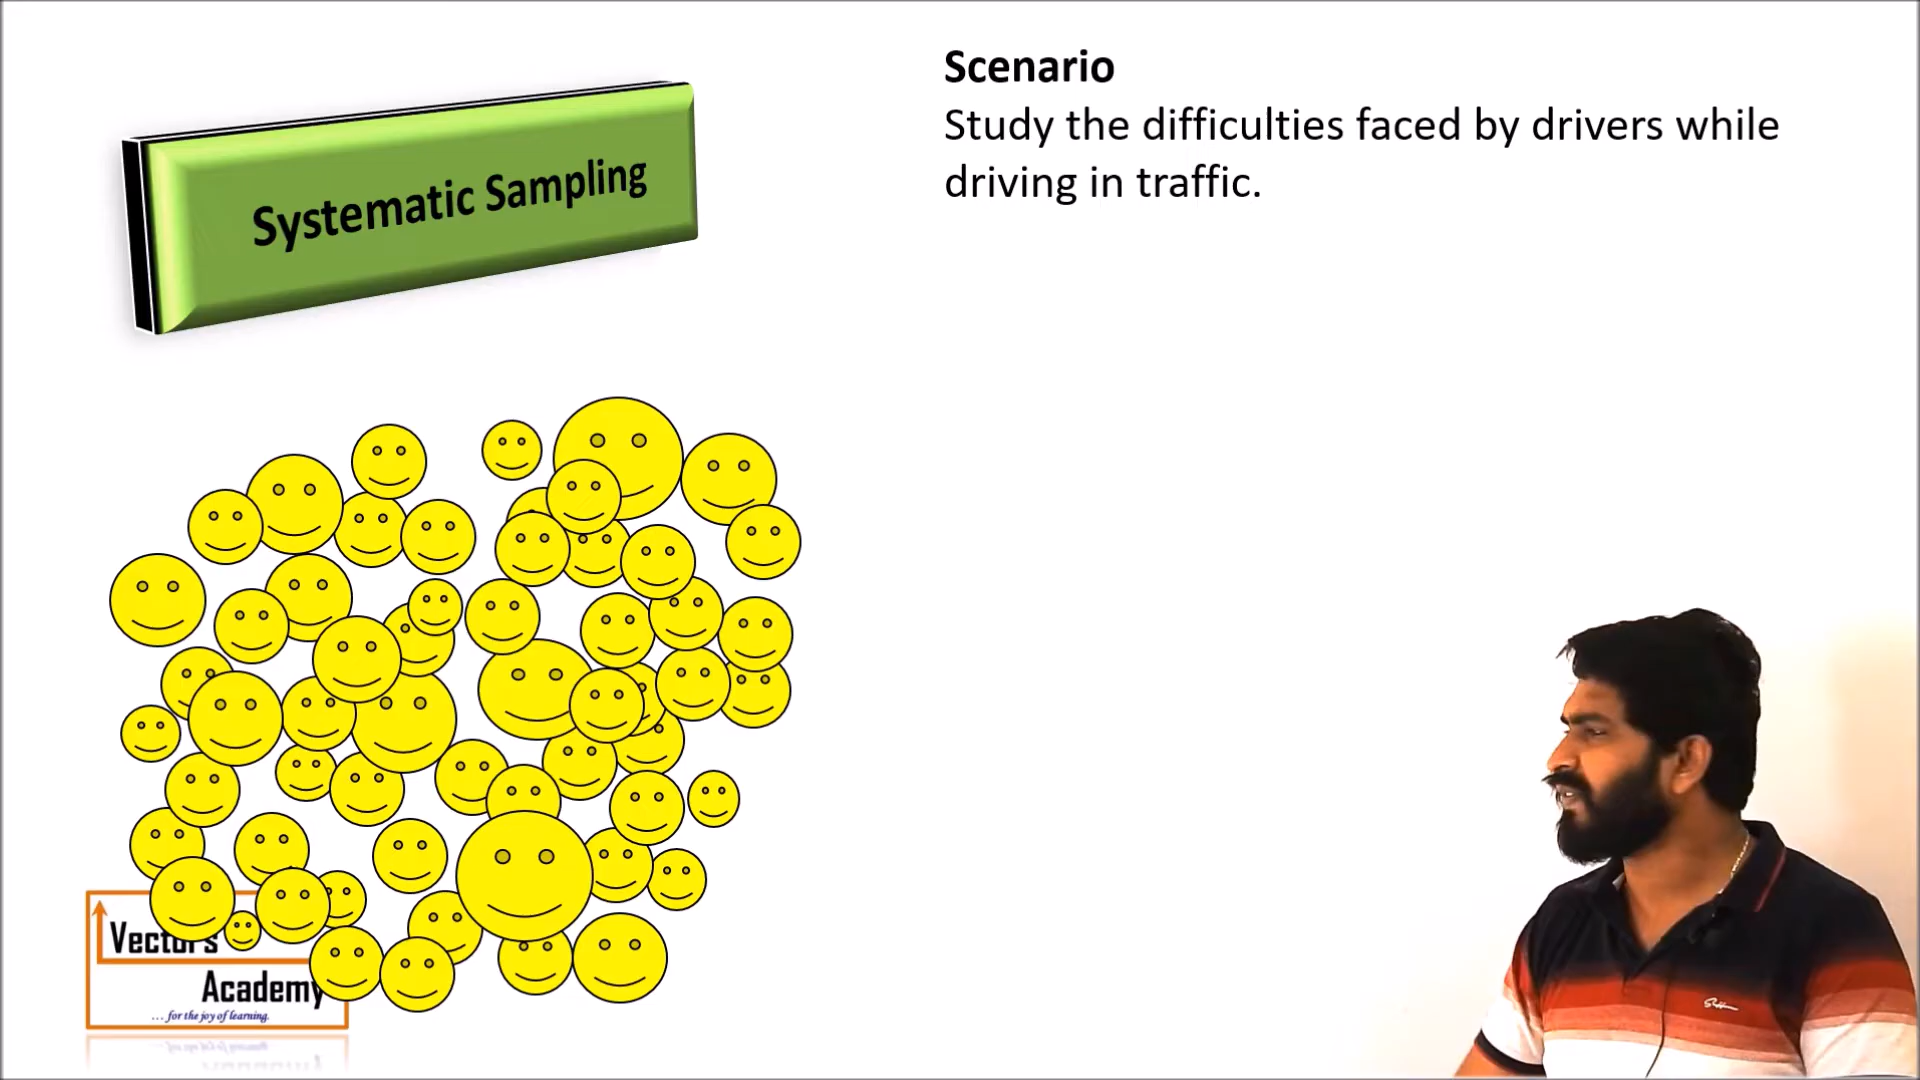 Systematic Sampling
Scenario
Study the difficulties faced by drivers while
driving in traffic.
Vectors
Academy
... for the joy of learning.